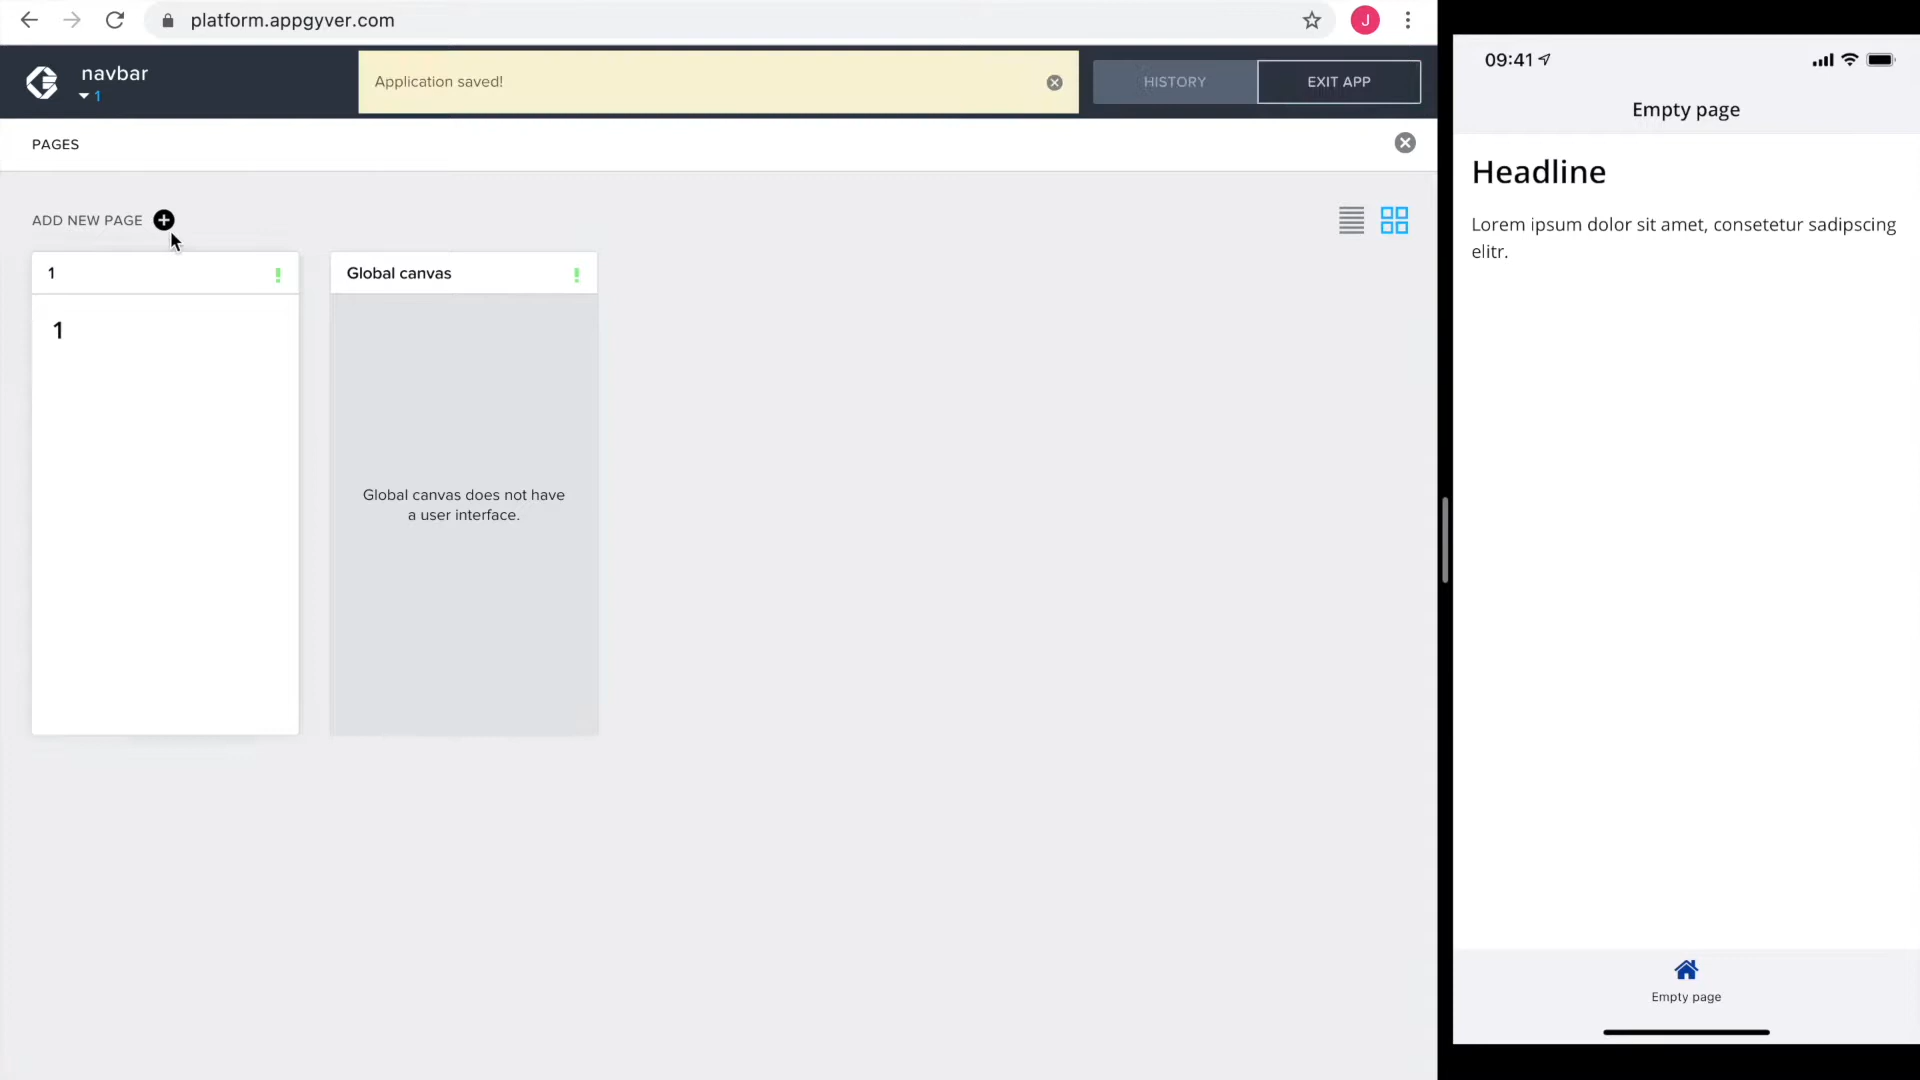 platform.appgyver.com
J
navbar
1
Application saved!
HISTORY
EXIT APP
PAGES
ADD NEW PAGE
1
1
Global canvas
Global canvas does not have
a user interface.
09:41
Empty page
Headline
Lorem ipsum dolor sit amet, consetetur sadipscing
elitr.
Empty page